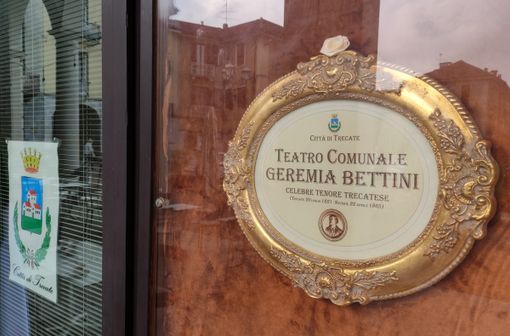 Città di Trecate
Teatro Comunale
GEREMIA BETTINI
CELEBRE TENORE TRECATESE
Città di Trecate